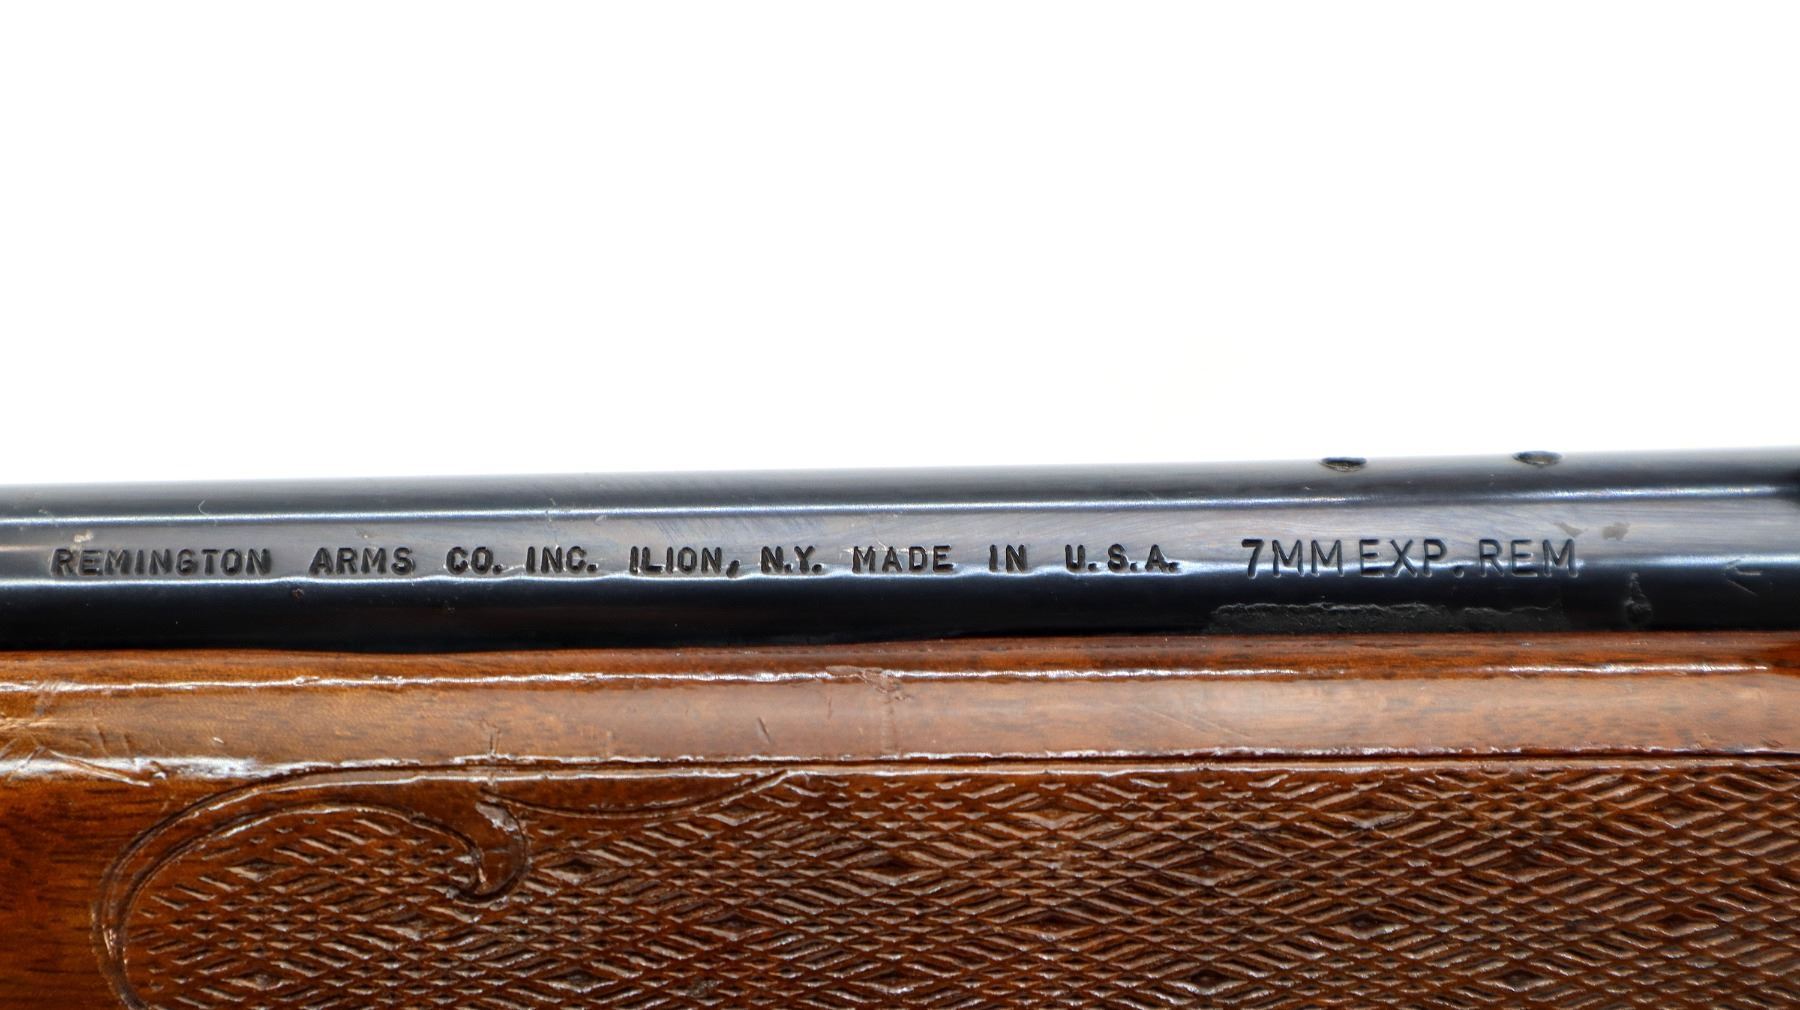 REMINGTON ARMS CO. INC. ILION, N.Y. MADE IN U.S.A. 7MM EXP. REM